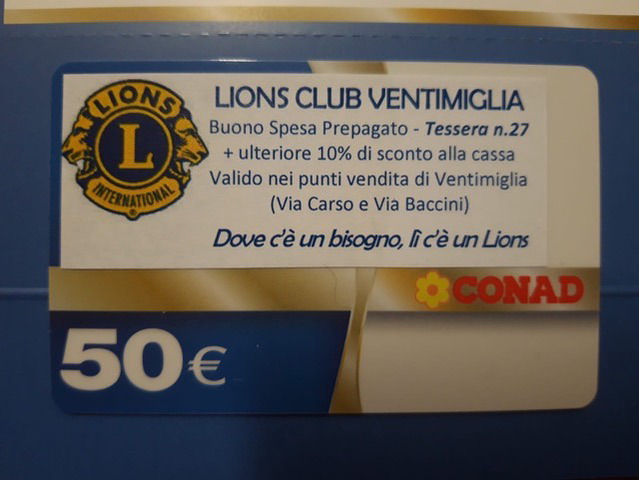 LIONS
L
INTERNATIONAL
LIONS CLUB VENTIMIGLIA
Buono Spesa Prepagato - Tessera n.27
+ ulteriore 10% di sconto alla cassa
Valido nei punti vendita di Ventimiglia
(Via Carso e Via Baccini)
Dove c'è un bisogno, lì c'è un Lions
CONAD
50€